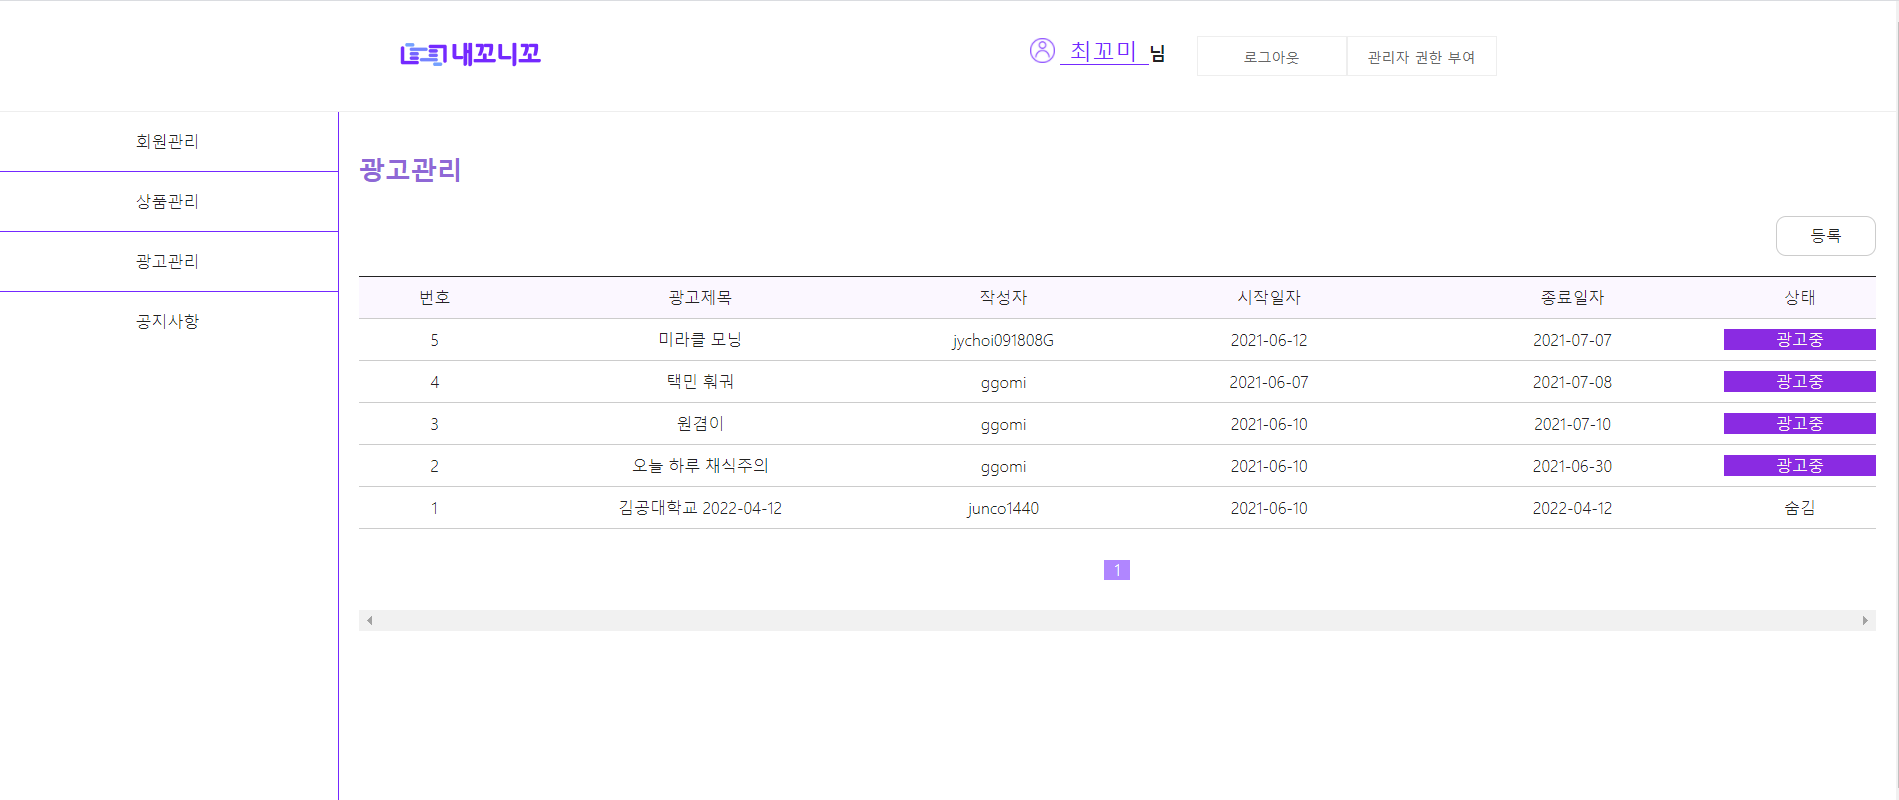 내꼬니꼬
최꼬미 님
로그아웃 관리자 권한 부여
회원관리
상품관리
광고관리
공지사항
광고관리
등록
번호 광고제목 작성자 시작일자 종료일자 상태
5 미라클 모닝 jychoi091808G 2021-06-12 2021-07-07 광고중
4 택민 훠궈 ggomi 2021-06-07 2021-07-08 광고중
3 원겸이 ggomi 2021-06-10 2021-07-10 광고중
2 오늘 하루 채식주의 ggomi 2021-06-10 2021-06-30 광고중
1 김공대학교 2022-04-12 junco1440 2021-06-10 2022-04-12 숨김
1